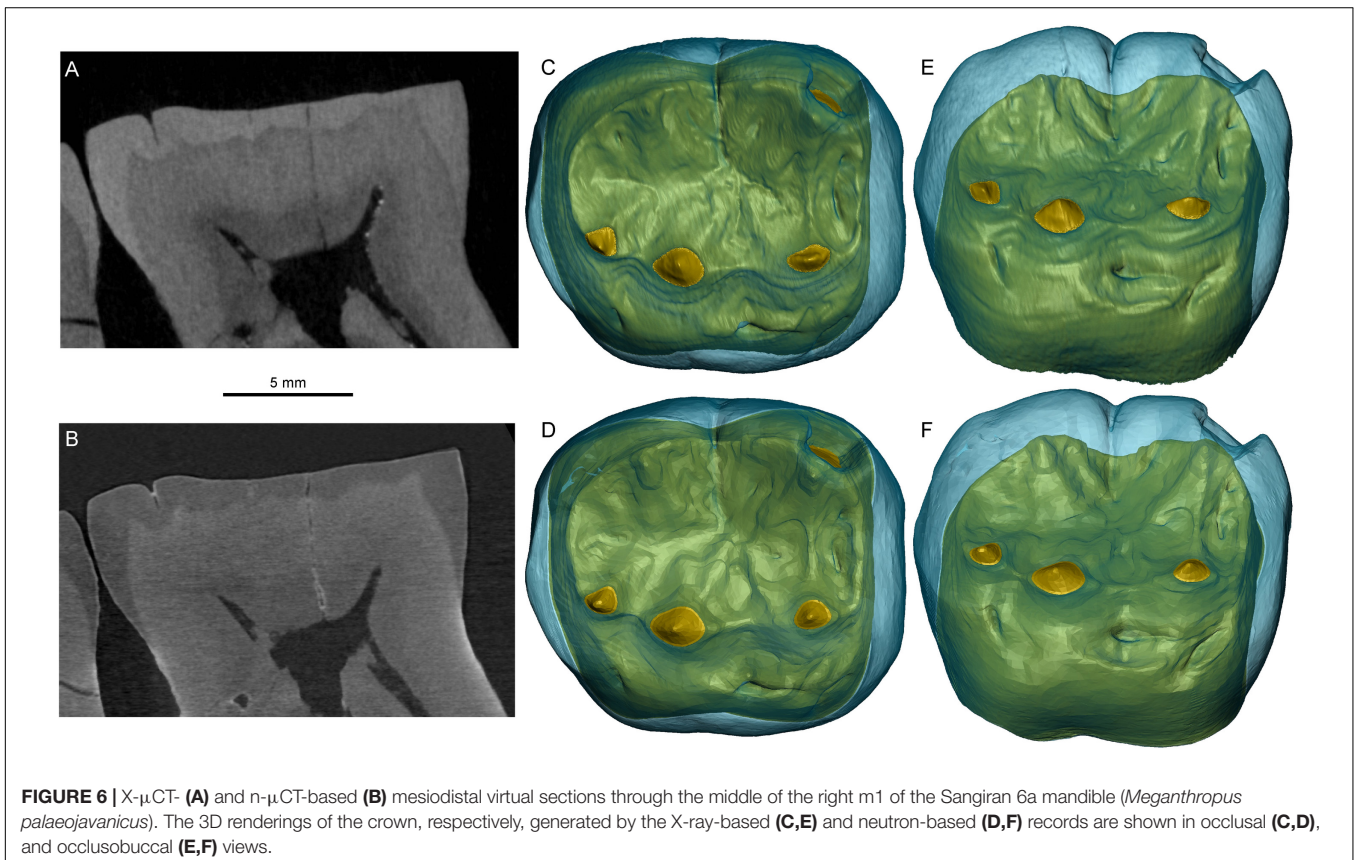 A
C
E
5 mm
B
D
F
FIGURE 6 | X-μCT- (A) and n-μCT-based (B) mesiodistal virtual sections through the middle of the right m1 of the Sangiran 6a mandible (Meganthropus
palaeojavanicus). The 3D renderings of the crown, respectively, generated by the X-ray-based (C,E) and neutron-based (D,F) records are shown in occlusal (C,D),
and occlusobuccal (E,F) views.